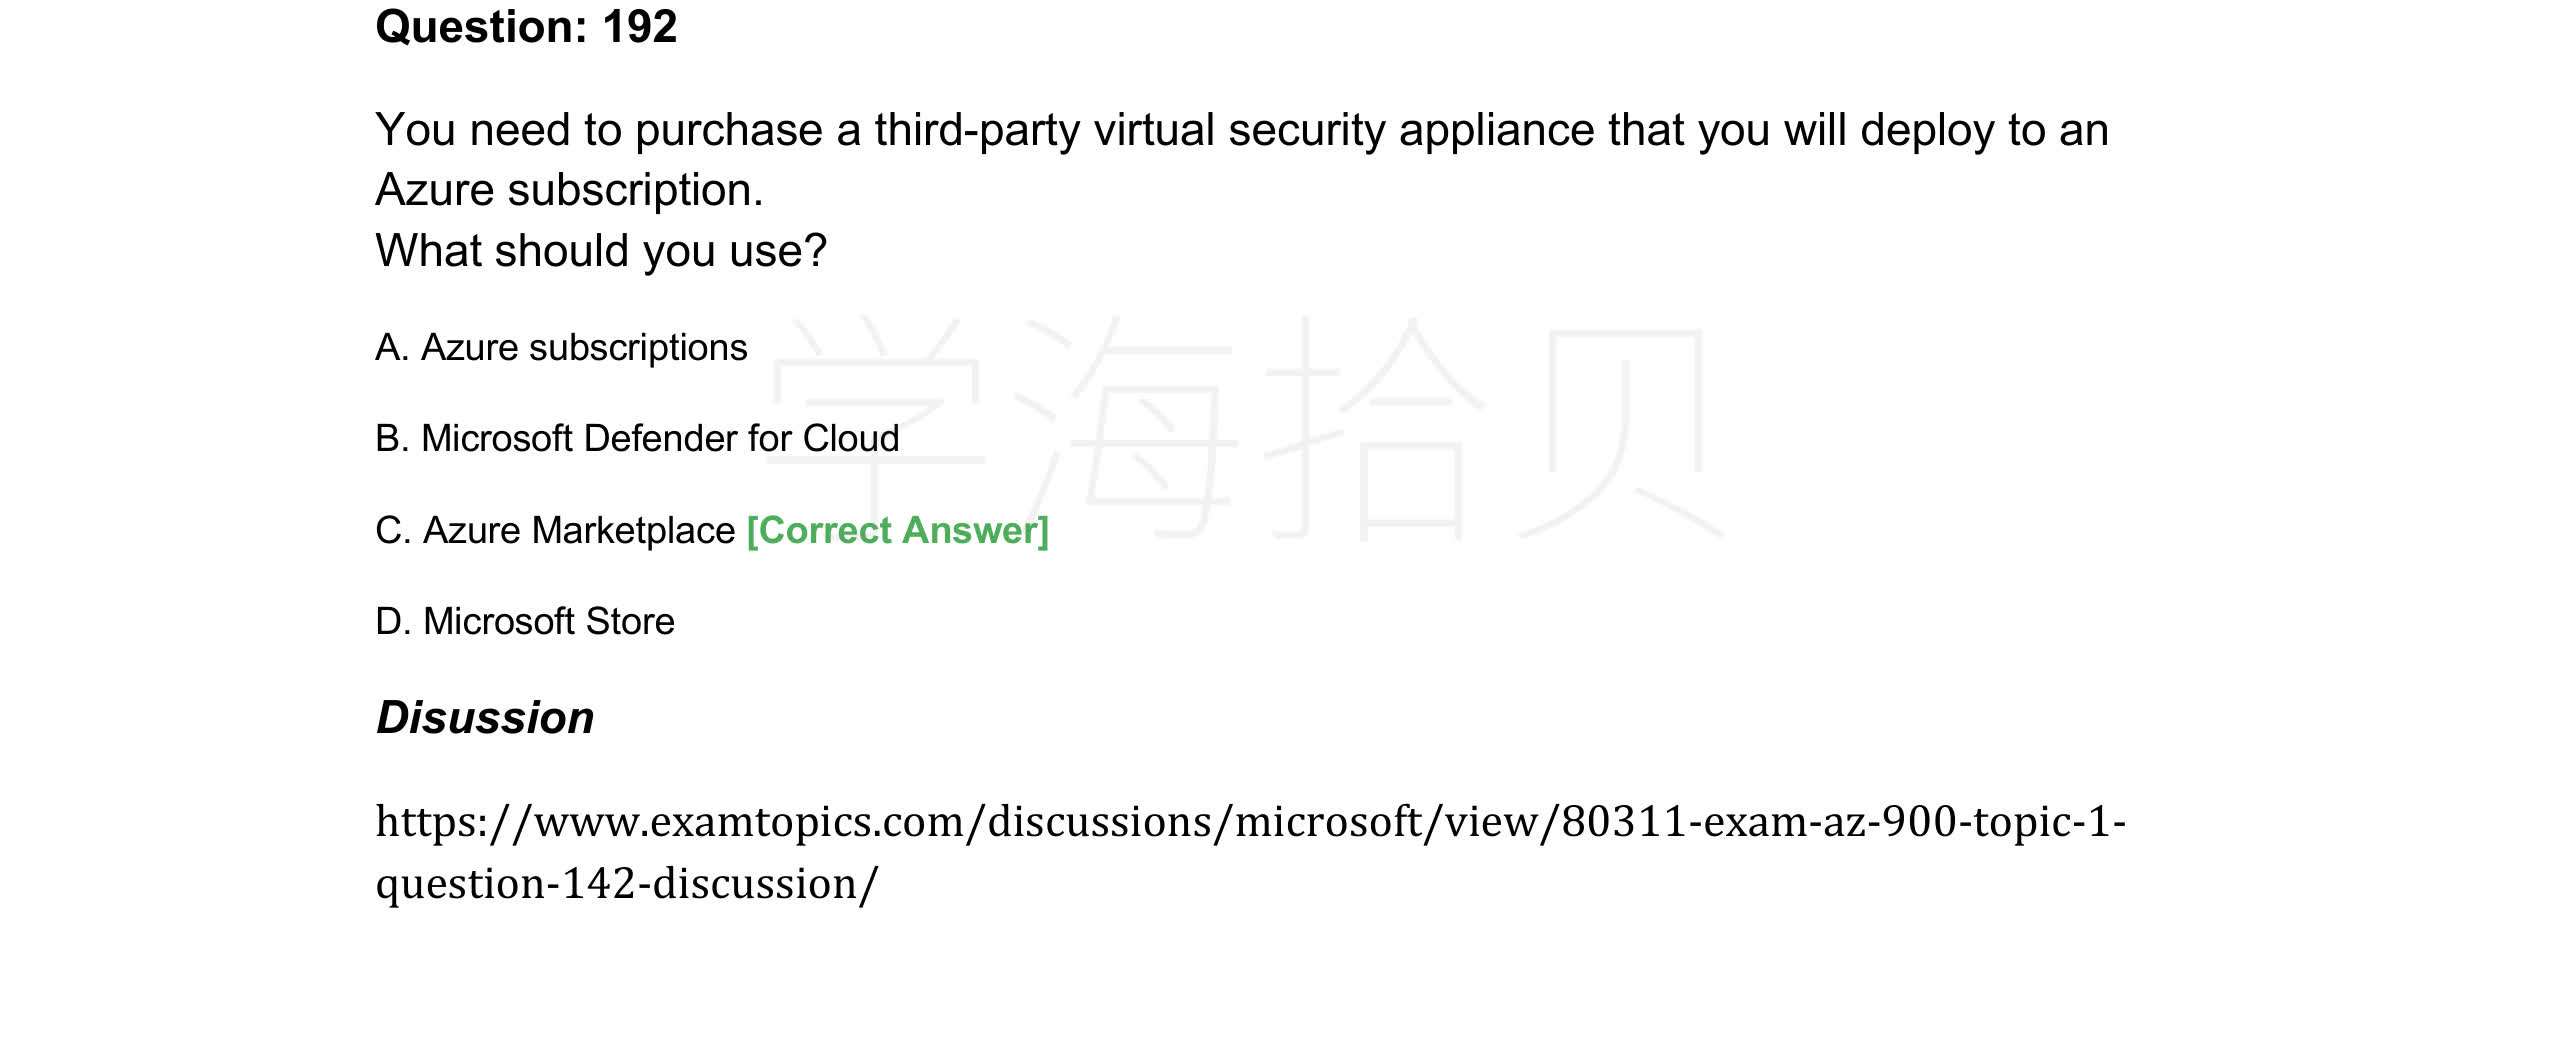 Question: 192
You need to purchase a third-party virtual security appliance that you will deploy to an
Azure subscription.
What should you use?
A. Azure subscriptions
B. Microsoft Defender for Cloud
C. Azure Marketplace [Correct Answer]
D. Microsoft Store
学海拾贝
Disussion
https://www.examtopics.com/discussions/microsoft/view/80311-exam-az-900-topic-1-
question-142-discussion/